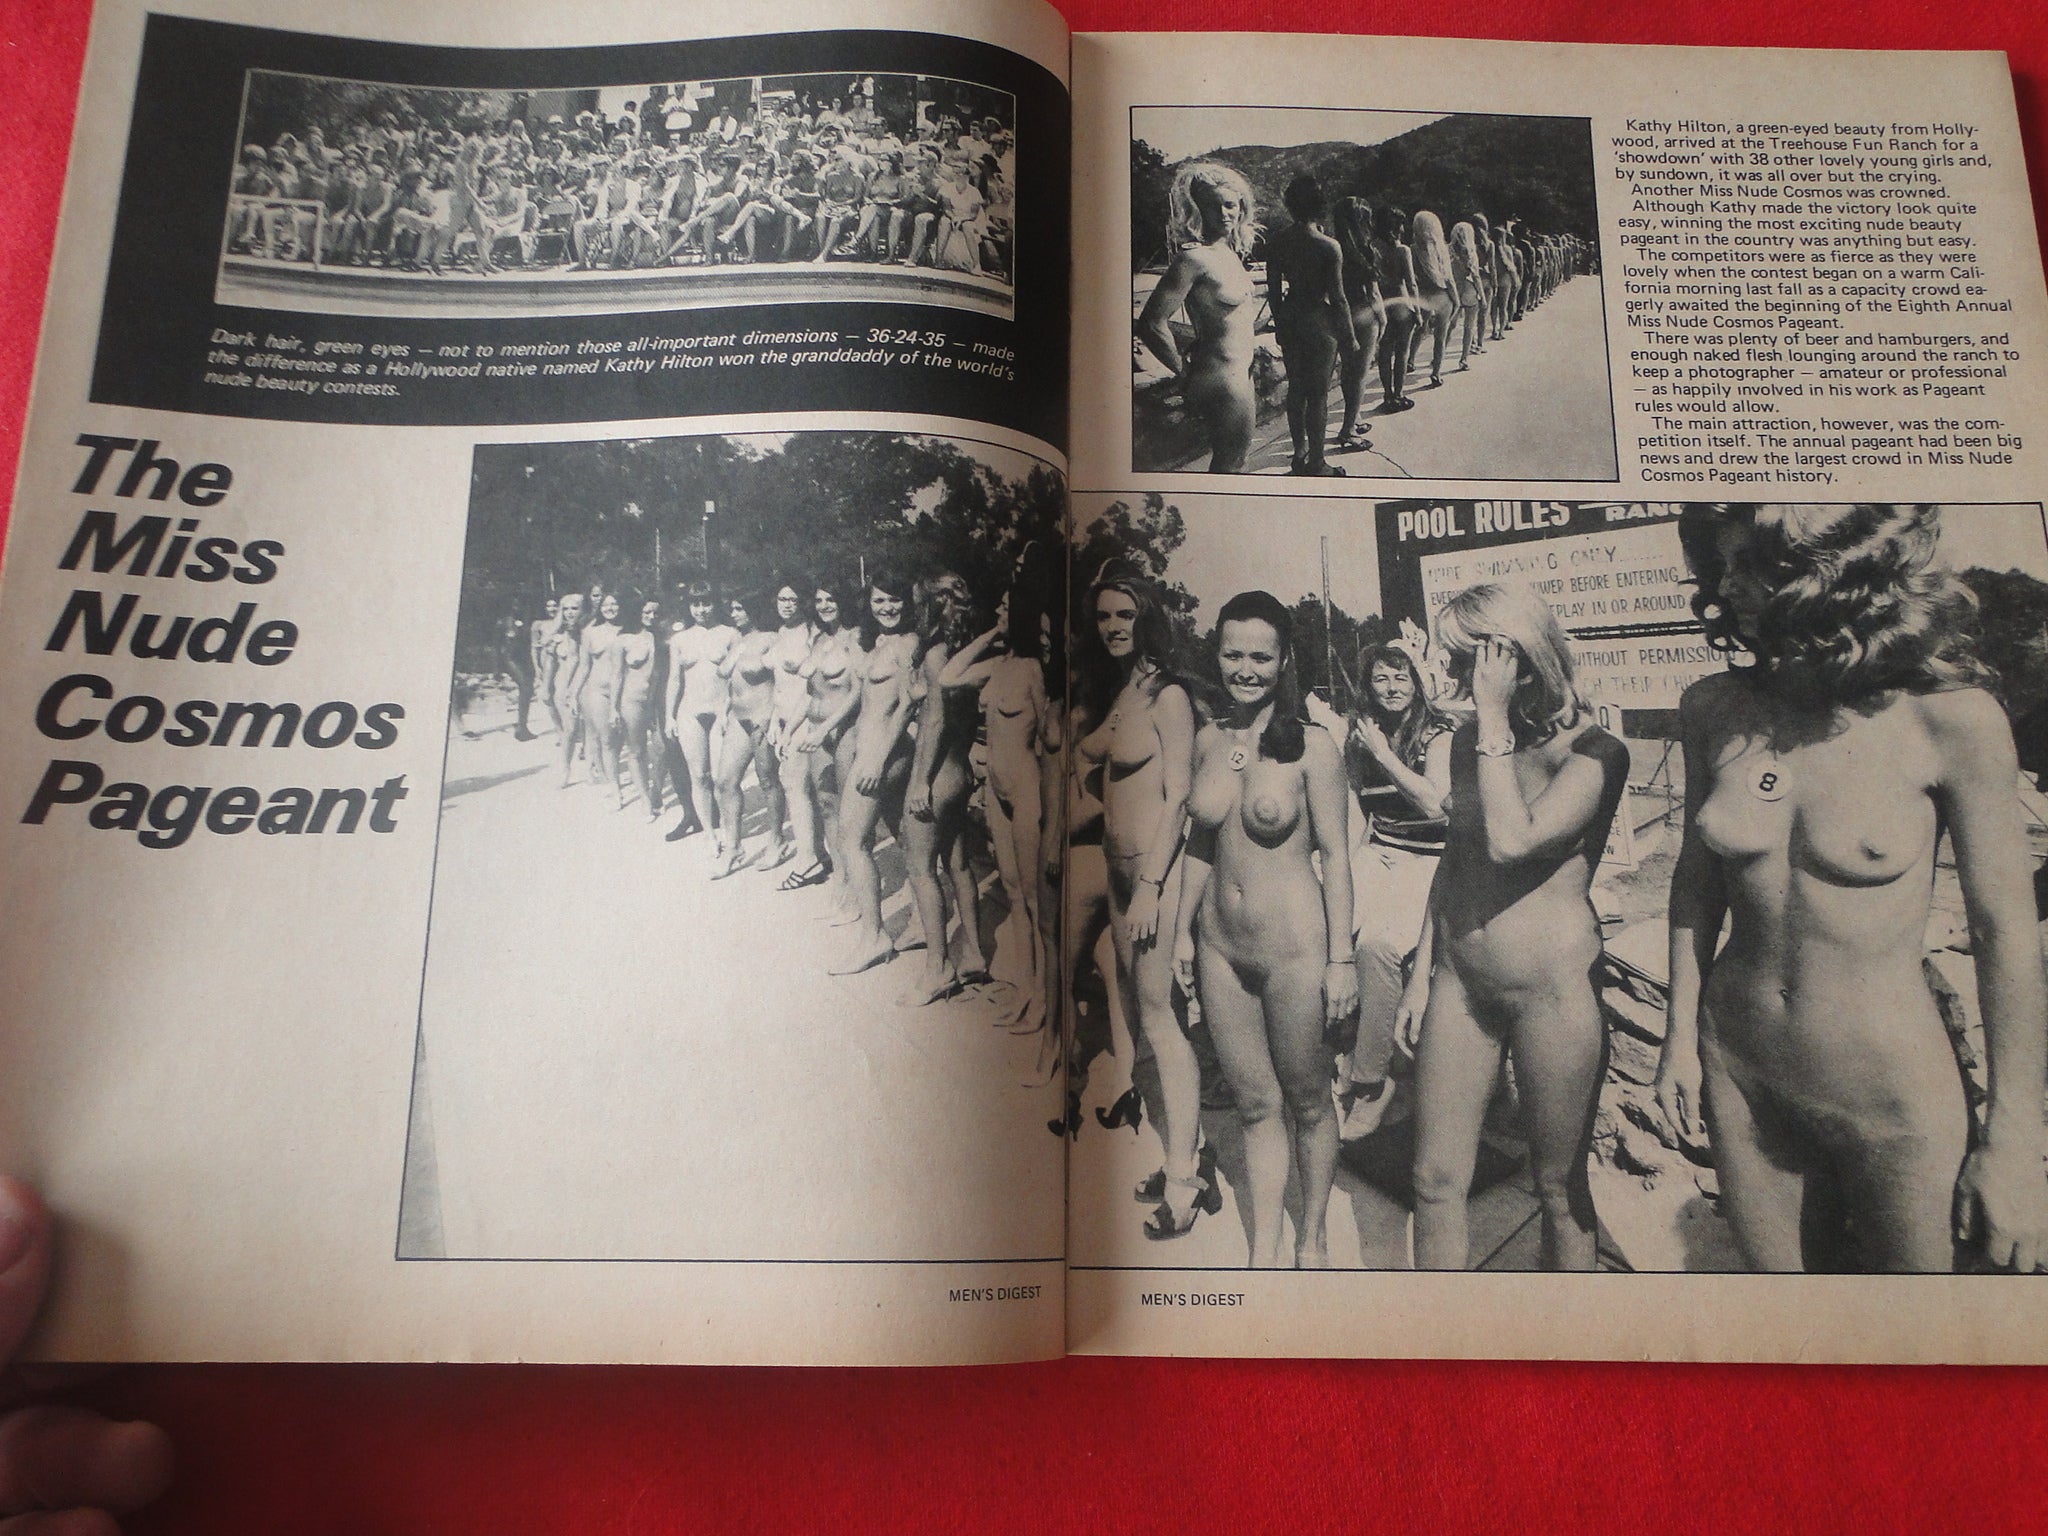 Dark hair, green eyes — not to mention those all-important dimensions — 36-24-35 — made
the difference as a Hollywood native named Kathy Hilton won the granddaddy of the world's
nude beauty contests.
The
Miss
Nude
Cosmos
Pageant
MEN'S DIGEST
Kathy Hilton, a green-eyed beauty from Holly-
wood, arrived at the Treehouse Fun Ranch for a
'showdown' with 38 other lovely young girls and,
by sundown, it was all over but the crying.
Another Miss Nude Cosmos was crowned.
Although Kathy made the victory look quite
easy, winning the most exciting nude beauty
pageant in the country was anything but easy.
The competitors were as fierce as they were
lovely when the contest began on a warm Cali-
fornia morning last fall as a capacity crowd ea-
gerly awaited the beginning of the Eighth Annual
Miss Nude Cosmos Pageant.
There was plenty of beer and hamburgers, and
enough naked flesh lounging around the ranch to
keep a photographer — amateur or professional
— as happily involved in his work as Pageant
rules would allow.
The main attraction, however, was the com-
petition itself. The annual pageant had been big
news and drew the largest crowd in Miss Nude
Cosmos Pageant history.
POOL RULES
ONLY
BEFORE ENTERING
PLAY IN OR AROUND
WITHOUT PERMISSION
THEIR
12
8
MEN'S DIGEST